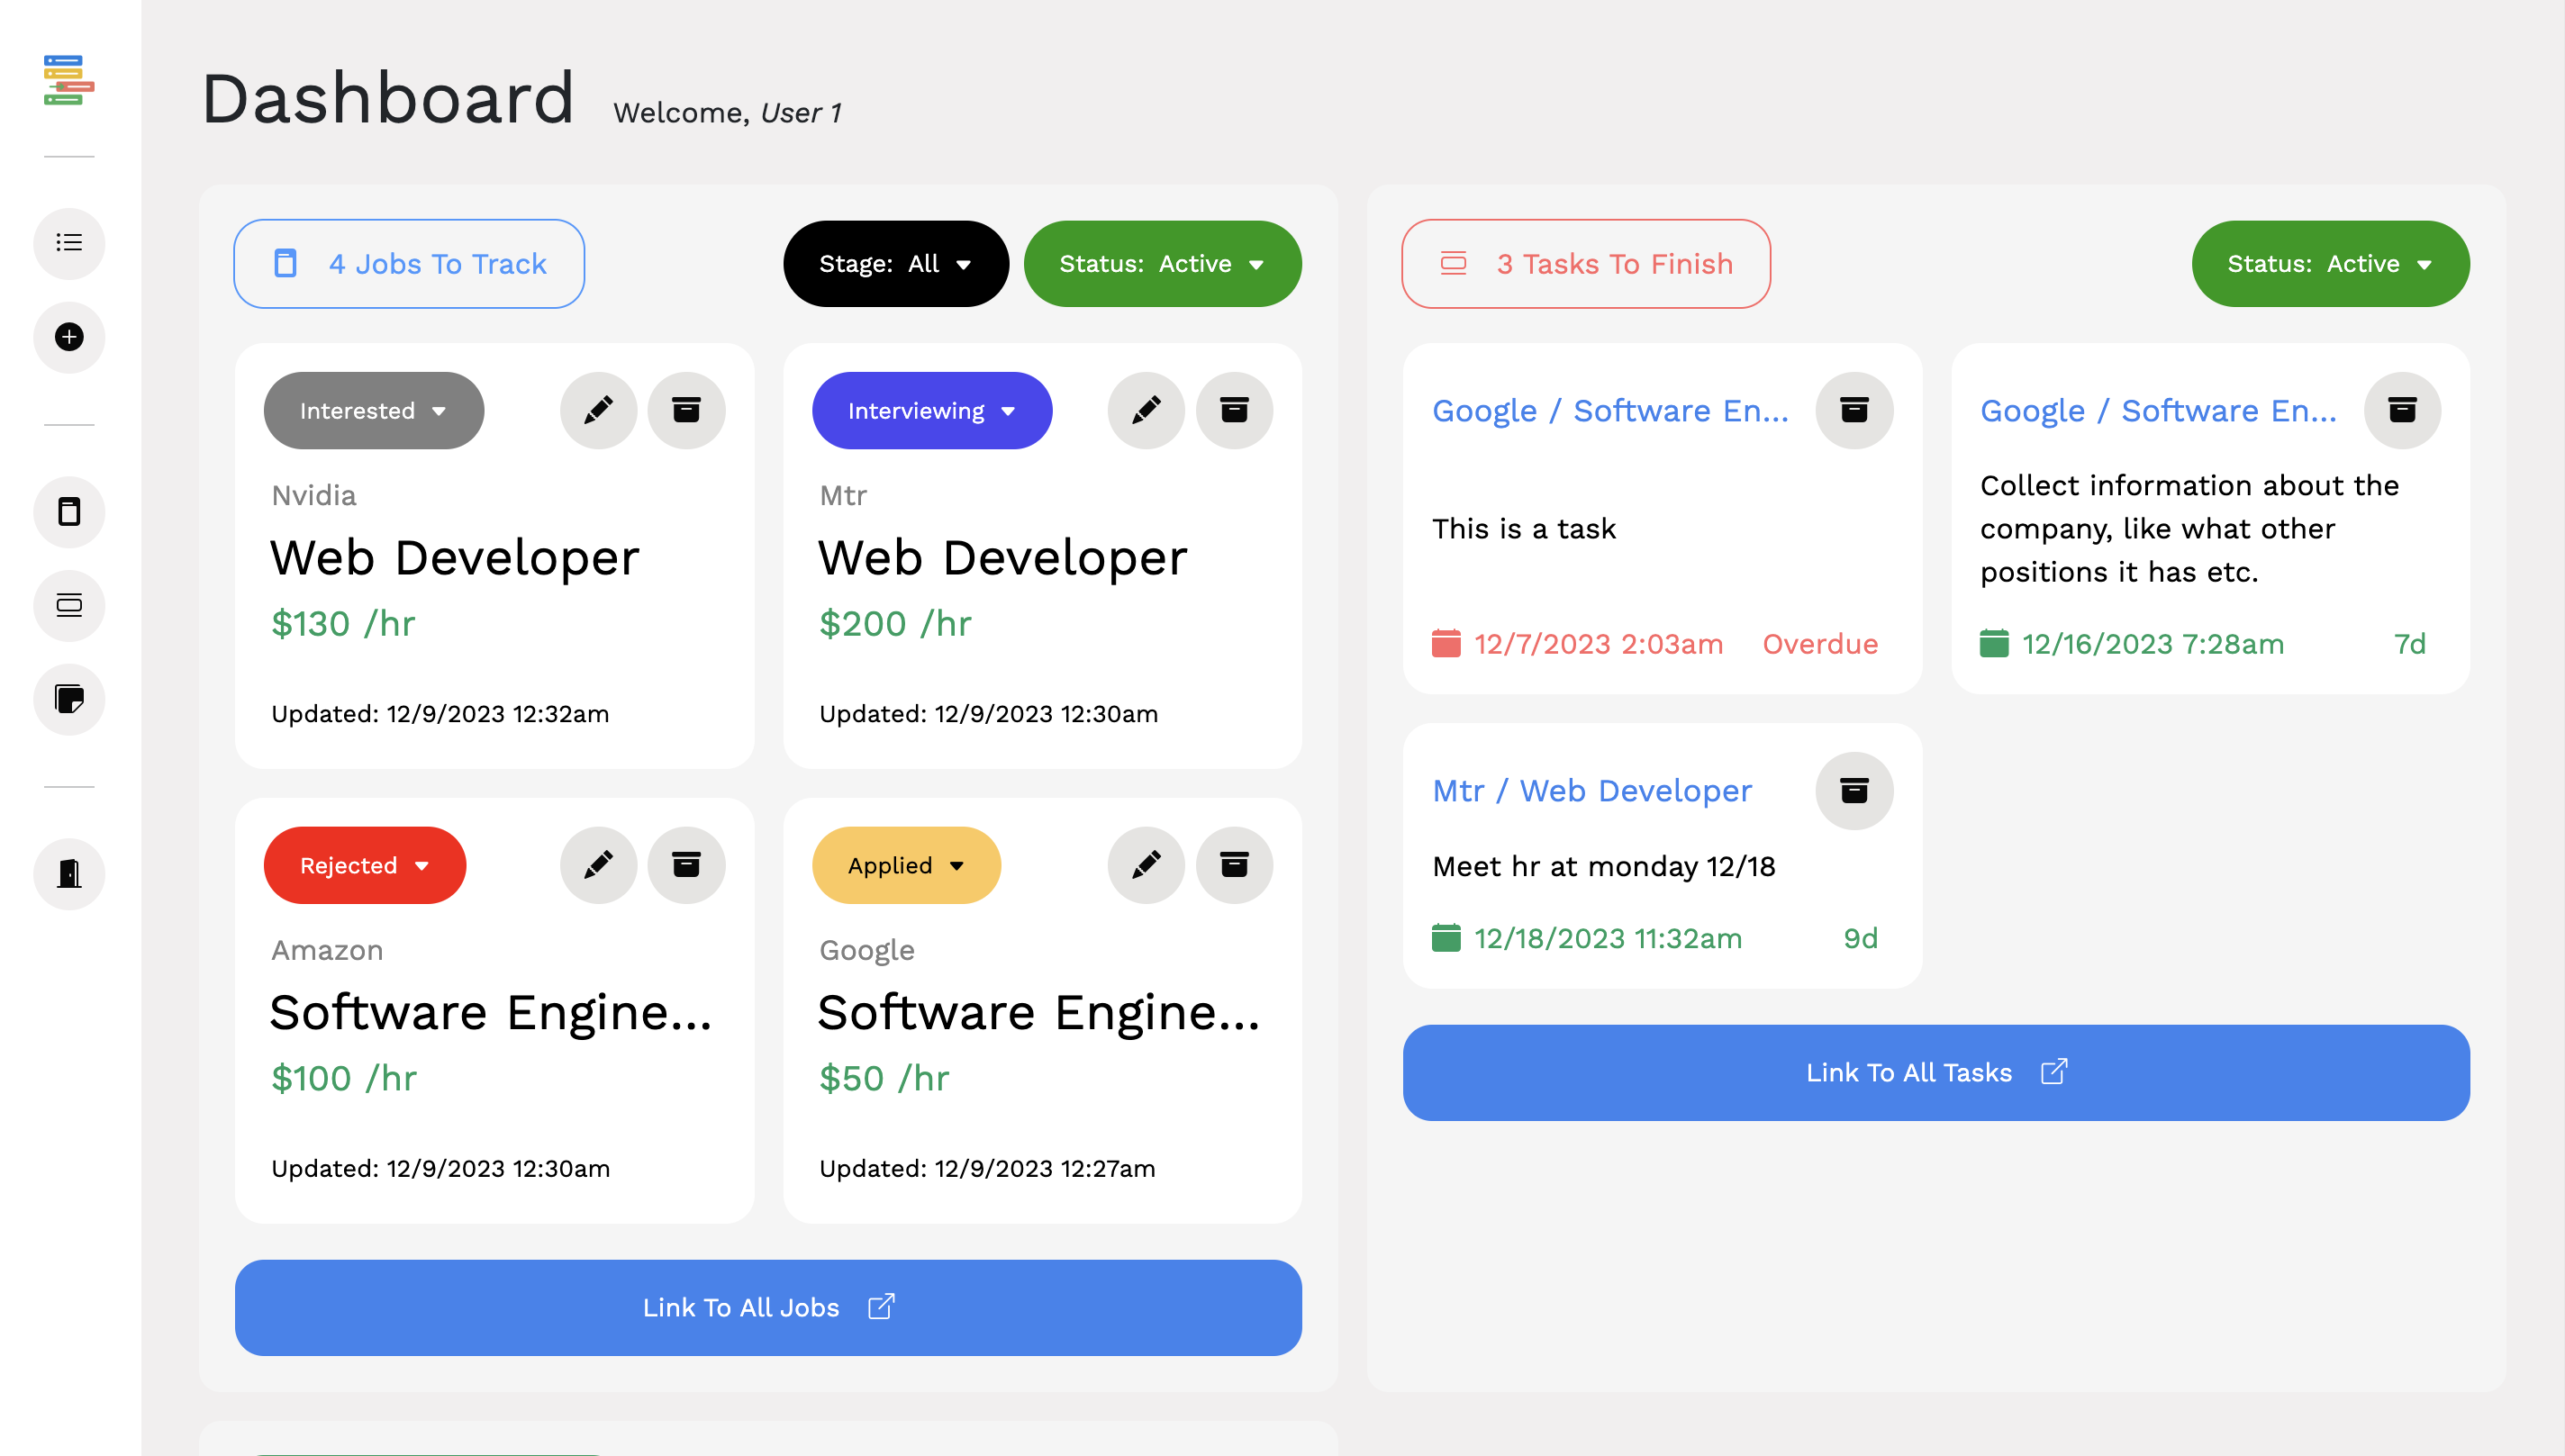 Dashboard Welcome, User 1
4 Jobs To Track
Stage: All
Status: Active
Interested
Nvidia
Web Developer
$130 /hr
Updated: 12/9/2023 12:32am
Interviewing
Mtr
Web Developer
$200 /hr
Updated: 12/9/2023 12:30am
Rejected
Amazon
Software Engine...
$100 /hr
Updated: 12/9/2023 12:30am
Applied
Google
Software Engine...
$50 /hr
Updated: 12/9/2023 12:27am
Link To All Jobs
3 Tasks To Finish
Status: Active
Google / Software En...
This is a task
12/7/2023 2:03am Overdue
Google / Software En...
Collect information about the
company, like what other
positions it has etc.
12/16/2023 7:28am 7d
Mtr / Web Developer
Meet hr at monday 12/18
12/18/2023 11:32am 9d
Link To All Tasks